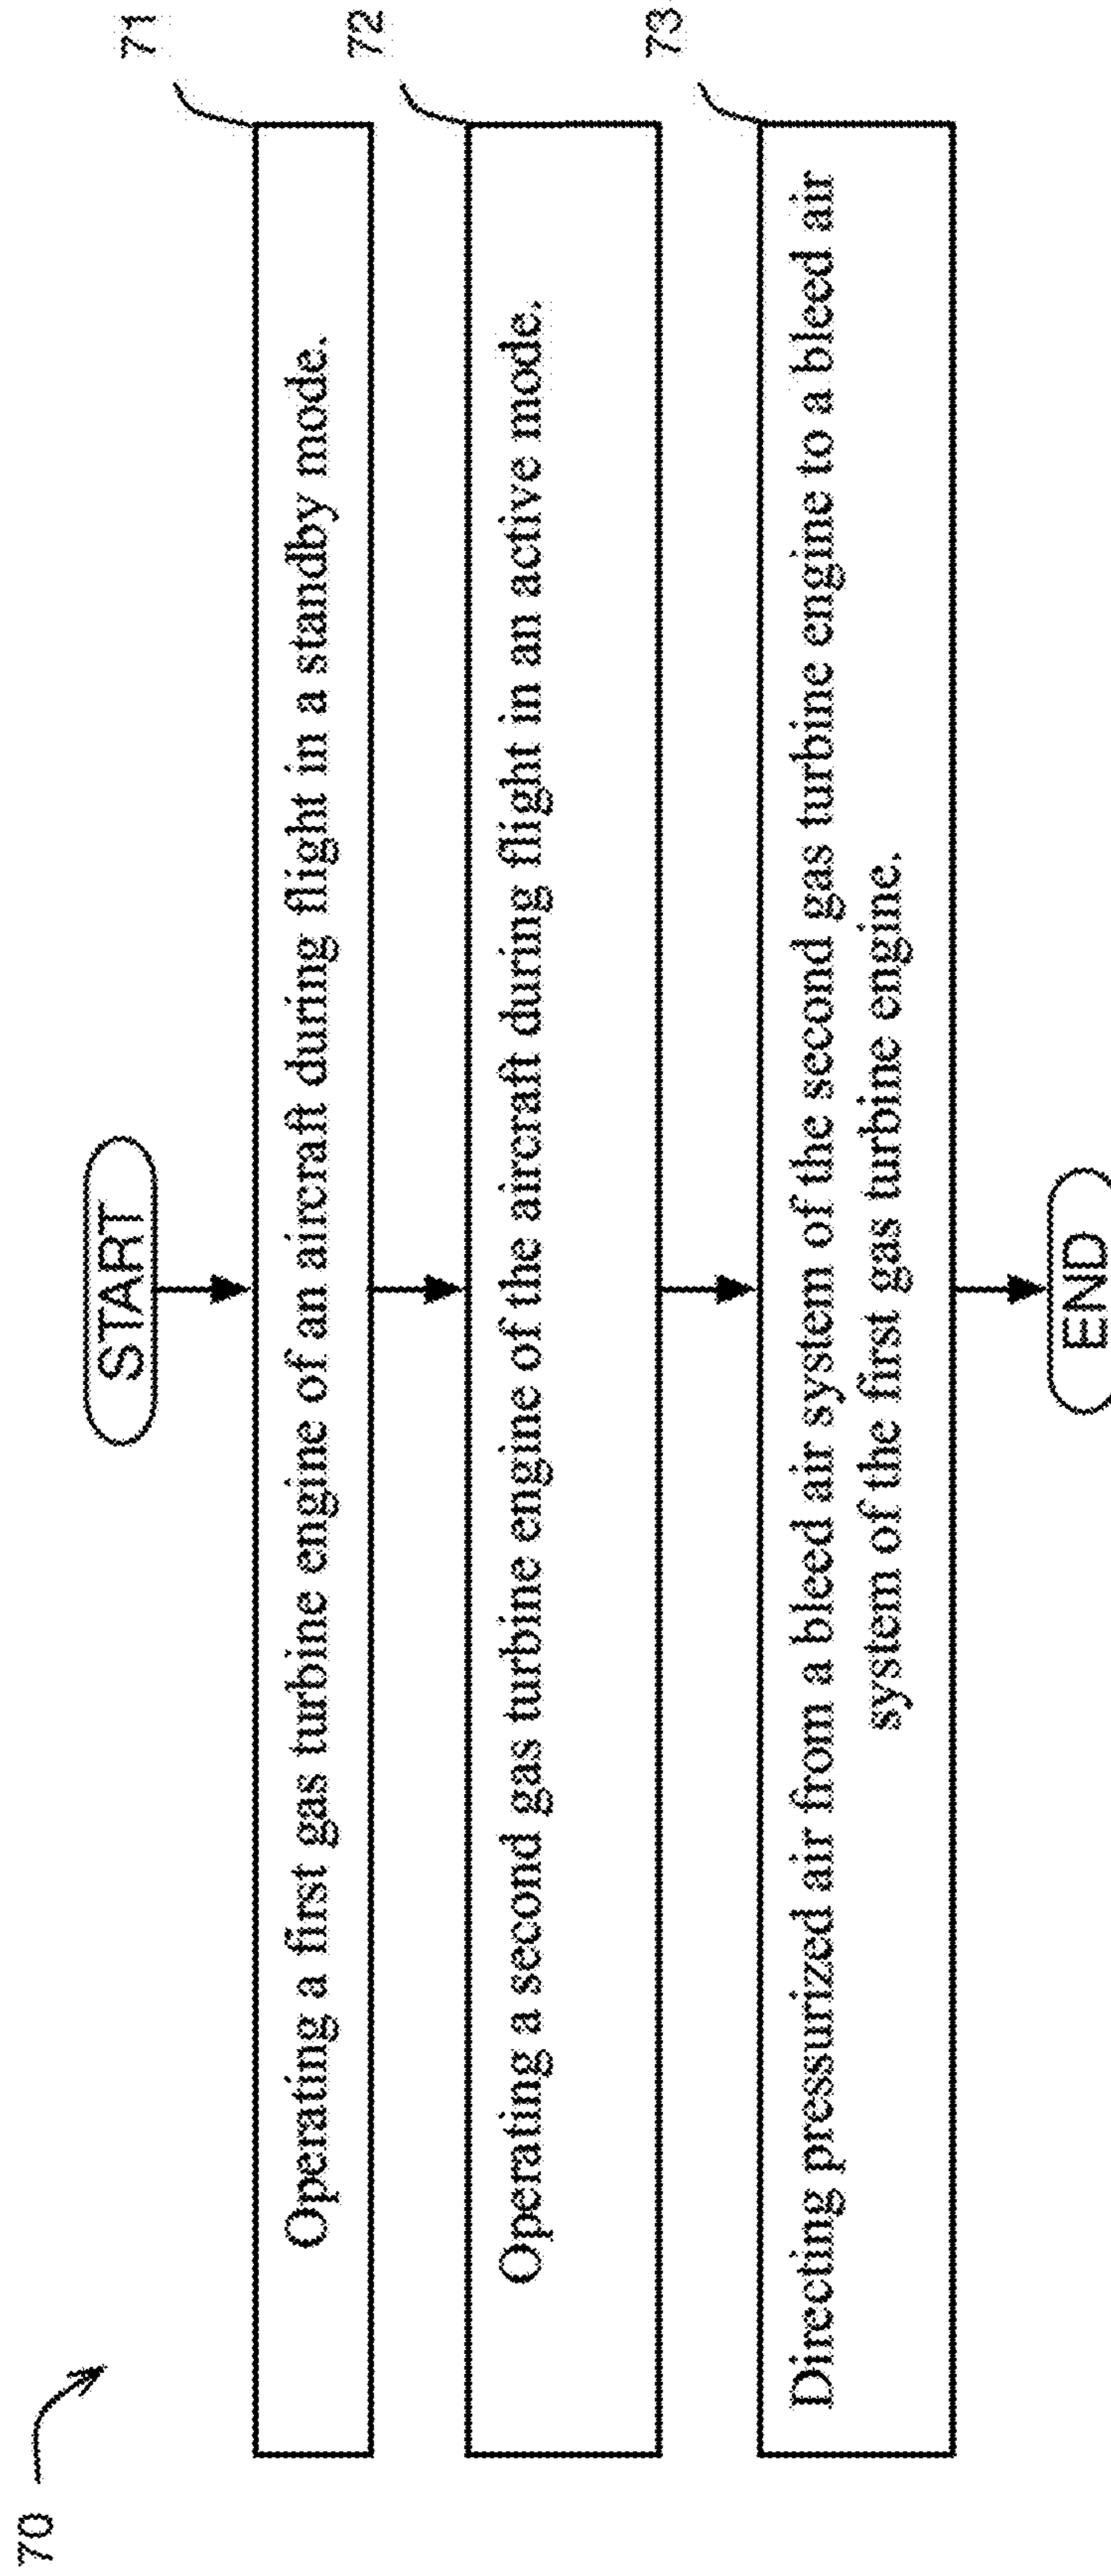 70
START
71
Operating a first gas turbine engine of an aircraft during flight in a standby mode.
72
Operating a second gas turbine engine of the aircraft during flight in an active mode.
73
Directing pressurized air from a bleed air system of the second gas turbine engine to a bleed air
system of the first gas turbine engine.
END